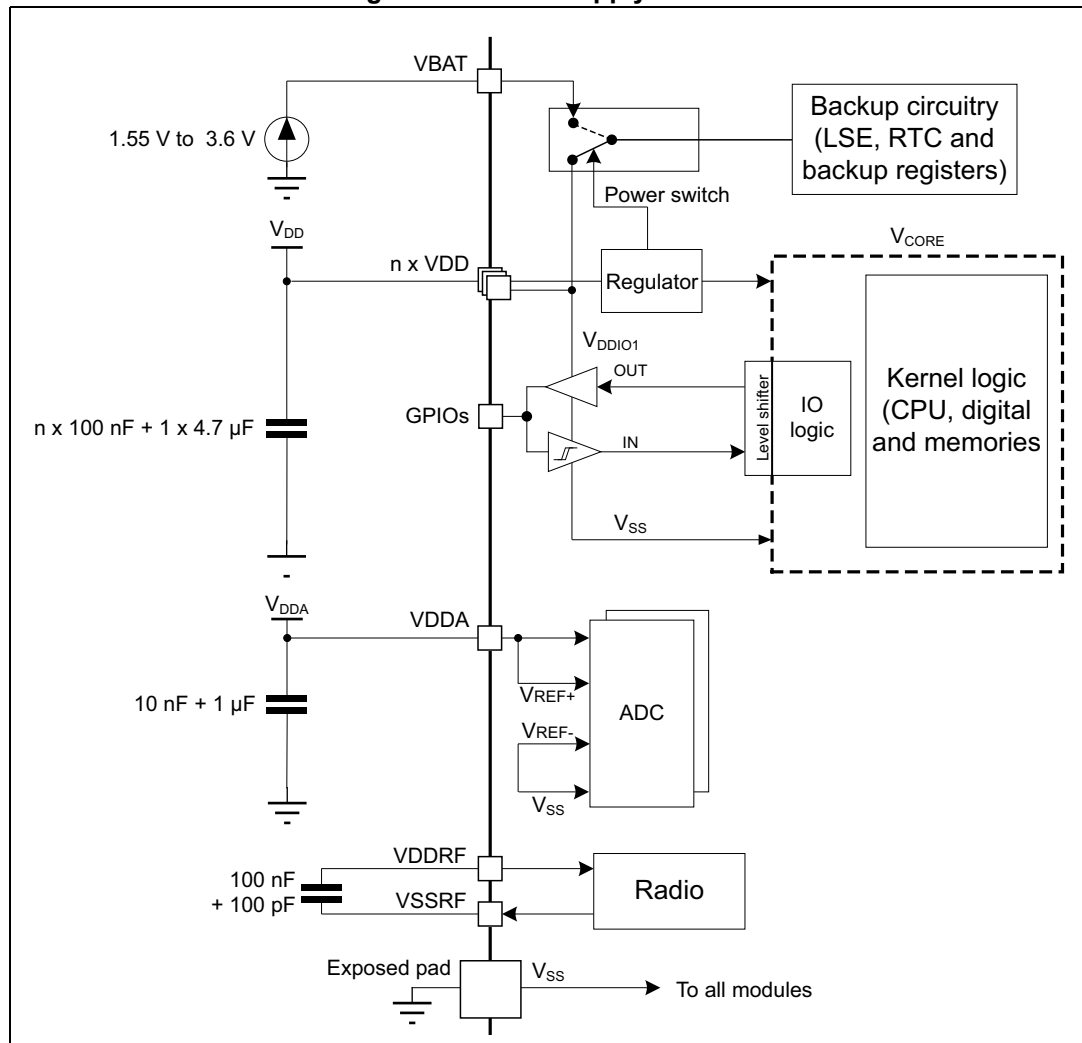 VBAT
1.55 V to 3.6 V
Backup circuitry
(LSE, RTC and
backup registers)
Power switch
VDD
n x VDD
Regulator
VCORE
VDDIO1
OUT
GPIOs
IN
Level shifter
IO
logic
Kernel logic
(CPU, digital
and memories
n x 100 nF + 1 x 4.7 µF
VSS
VDDA
VDDA
10 nF + 1 µF
VREF+
VREF-
VSS
ADC
VDDRF
100 nF
+ 100 pF
VSSRF
Radio
Exposed pad
VSS
To all modules